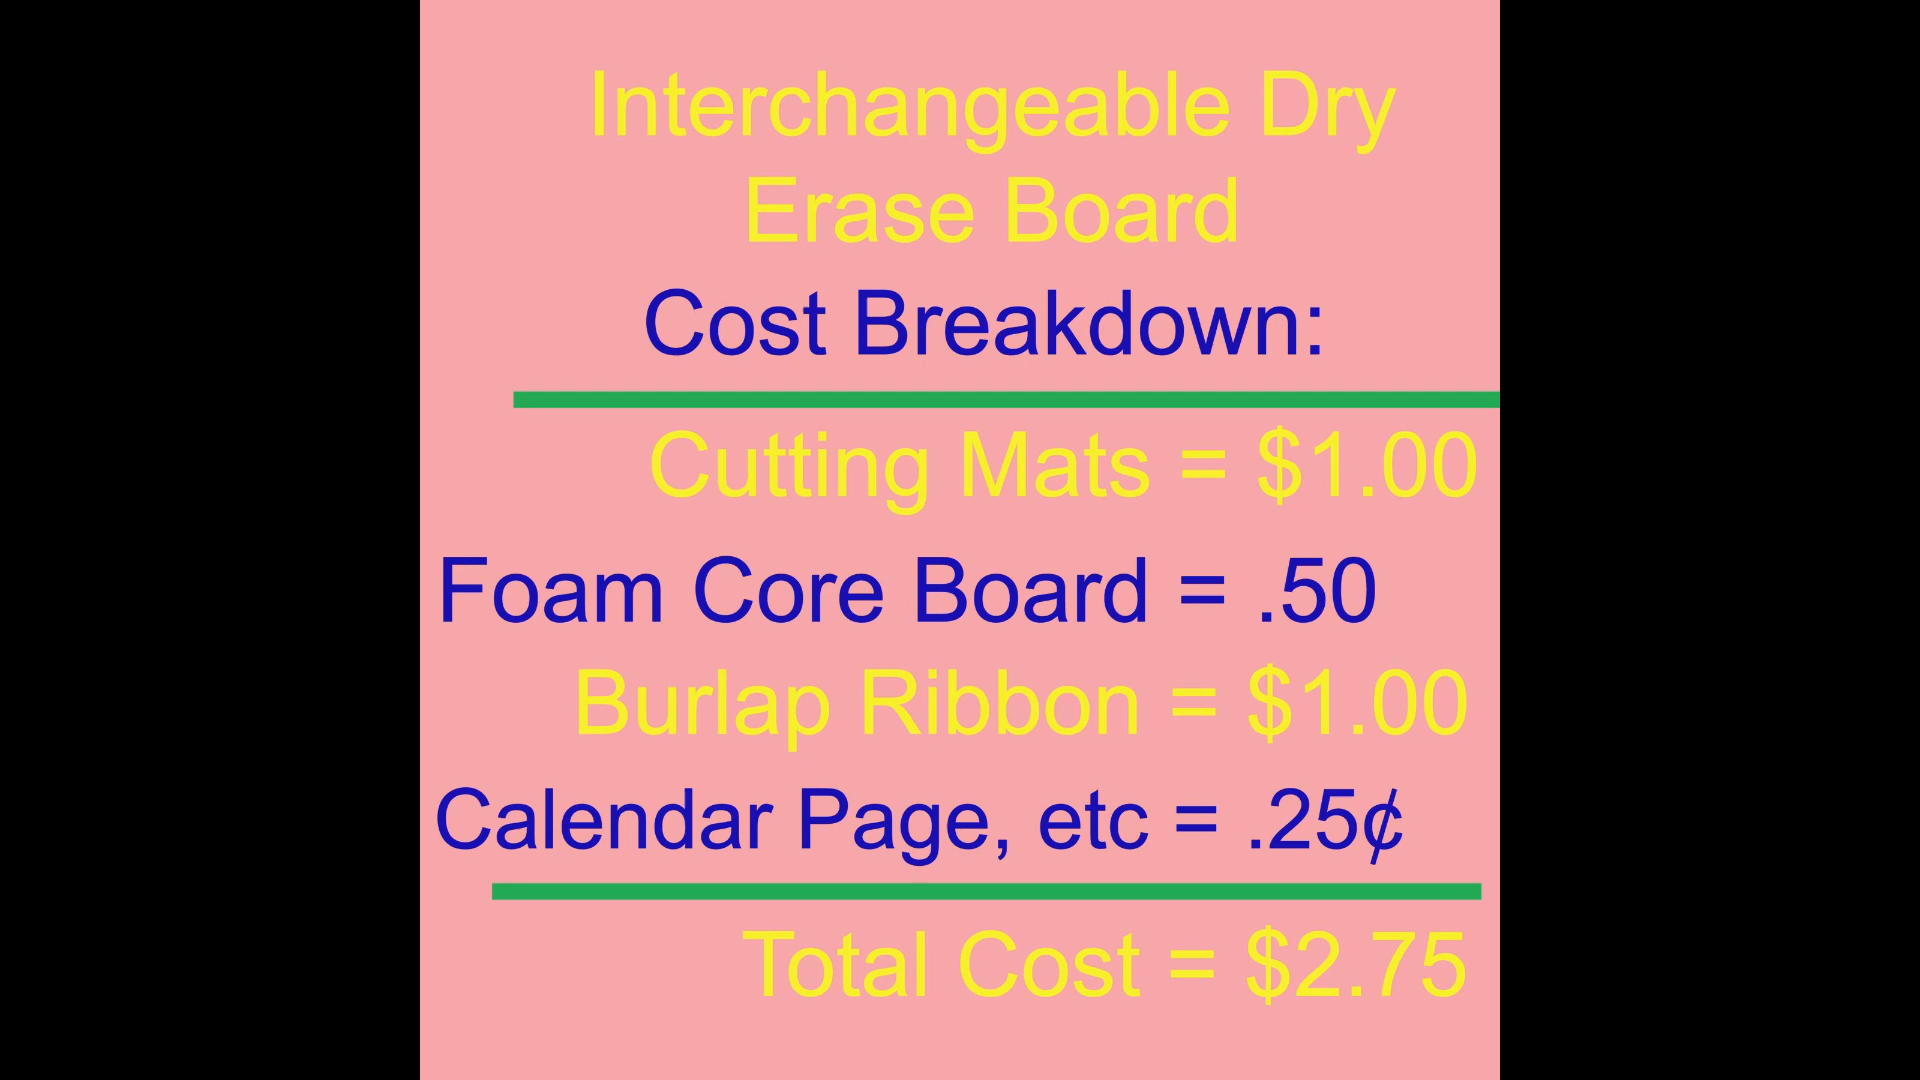 Interchangeable Dry
Erase Board
Cost Breakdown:
Cutting Mats = $1.00
Foam Core Board = .50
Burlap Ribbon = $1.00
Calendar Page, etc = .25¢
Total Cost = $2.75